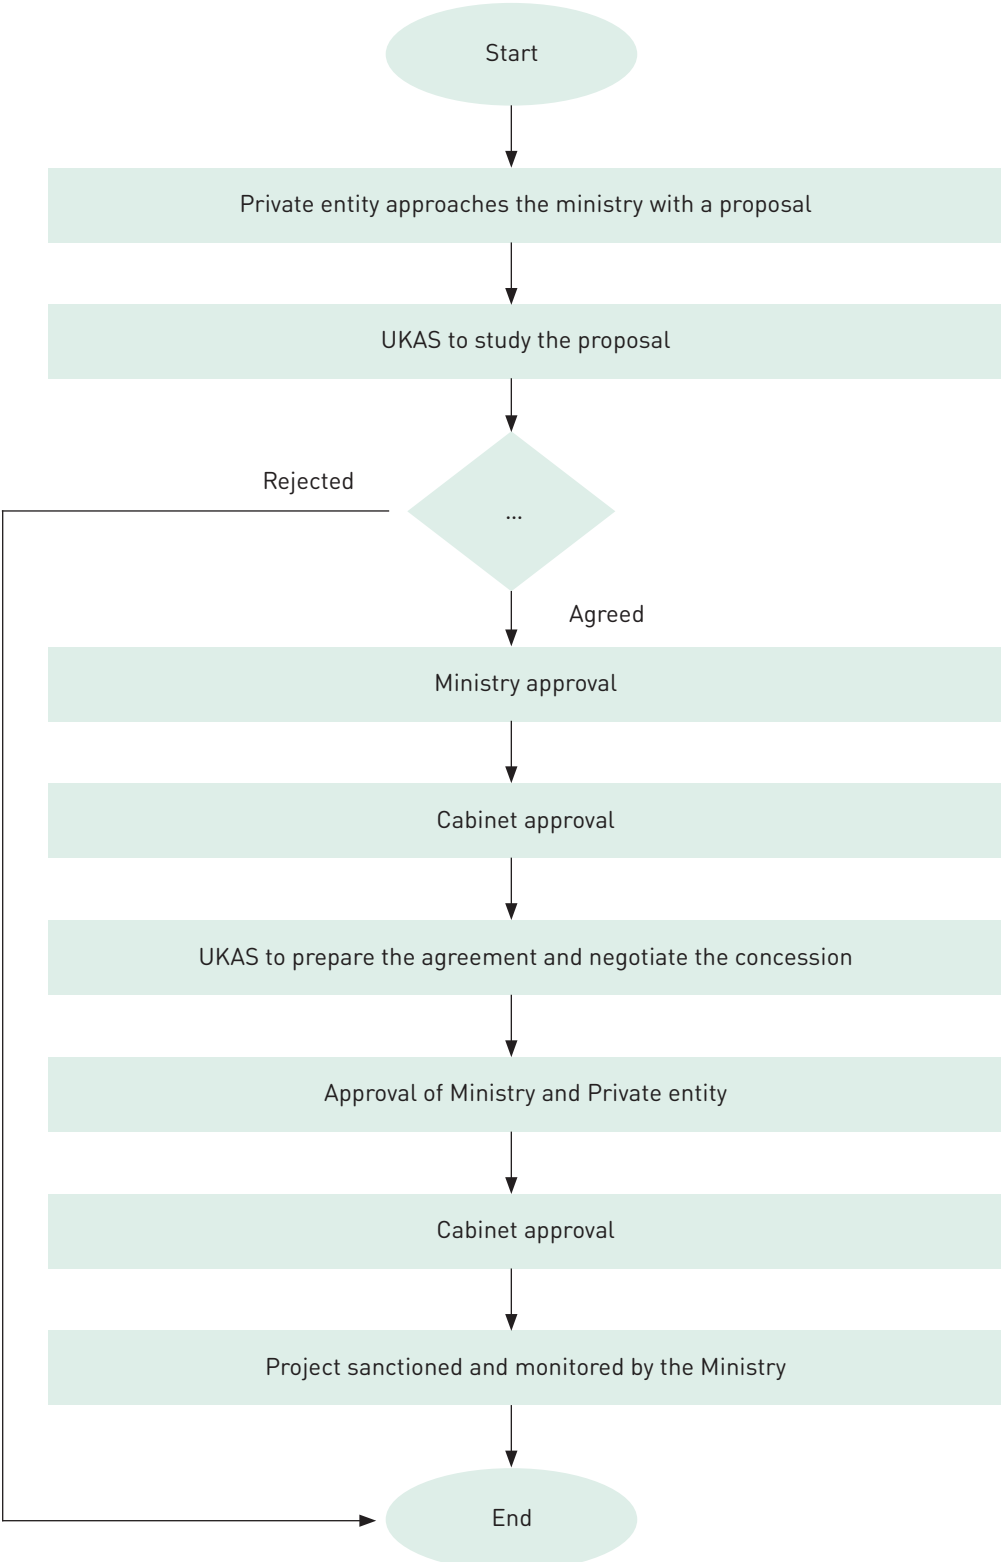 Start
Private entity approaches the ministry with a proposal
UKAS to study the proposal
Rejected
...
Agreed
Ministry approval
Cabinet approval
UKAS to prepare the agreement and negotiate the concession
Approval of Ministry and Private entity
Cabinet approval
Project sanctioned and monitored by the Ministry
End